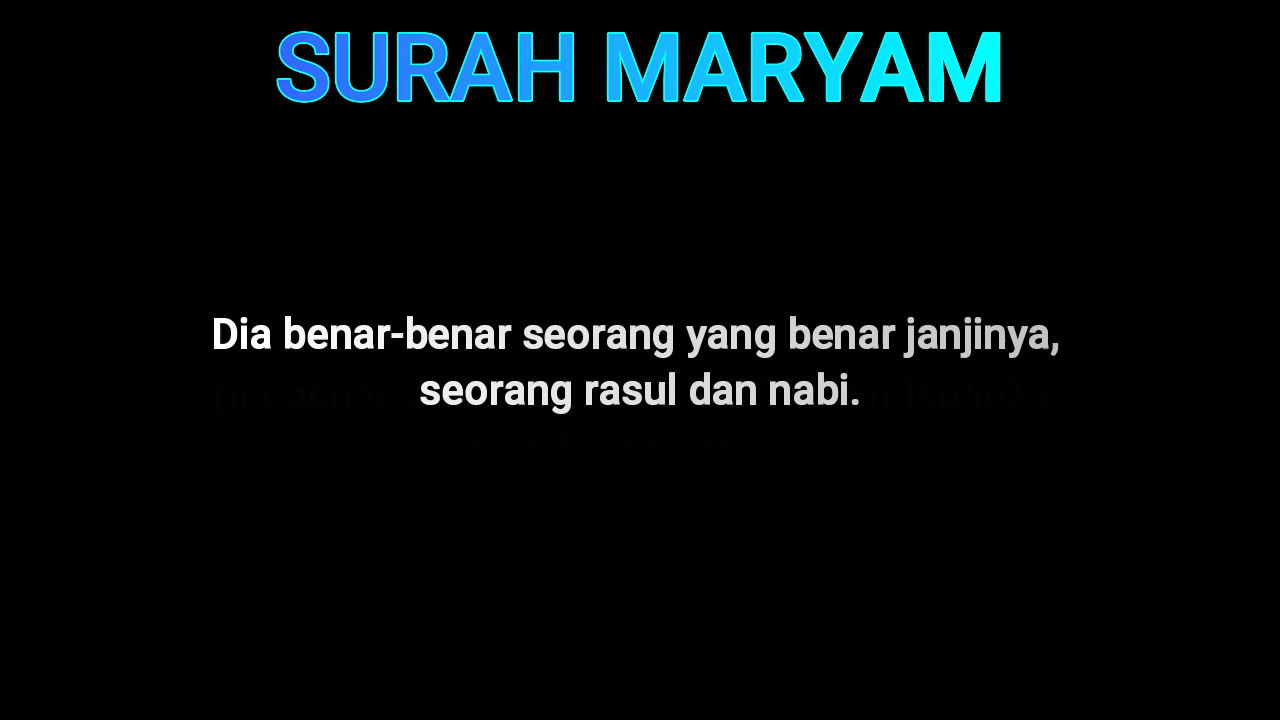 SURAH MARYAM
Dia benar-benar seorang yang benar janjinya,
seorang rasul dan nabi.